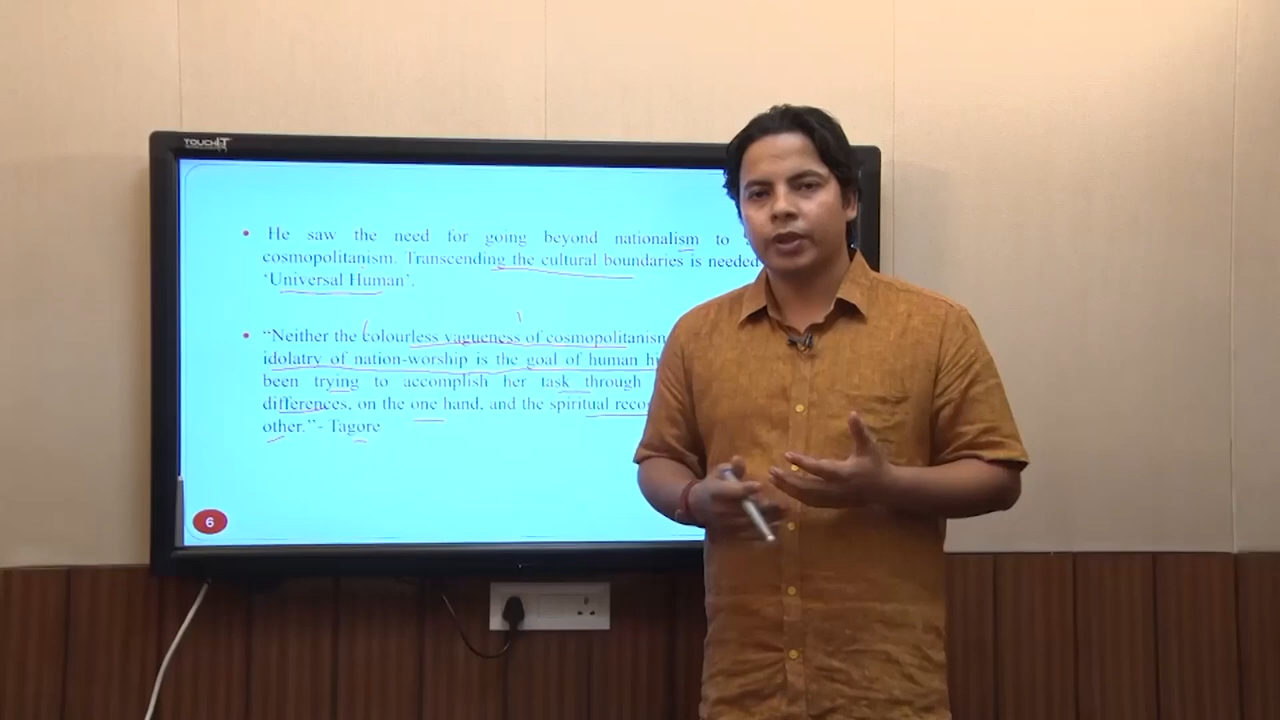 TOUCHIT
• He saw the need for going beyond nationalism to
cosmopolitanism. Transcending the cultural boundaries is needed
‘Universal Human’.
• “Neither the colourless vagueness of cosmopolitanism
idolatry of nation-worship is the goal of human
been trying to accomplish her task through
differences, on the one hand, and the spiritual
other.”- Tagore
6